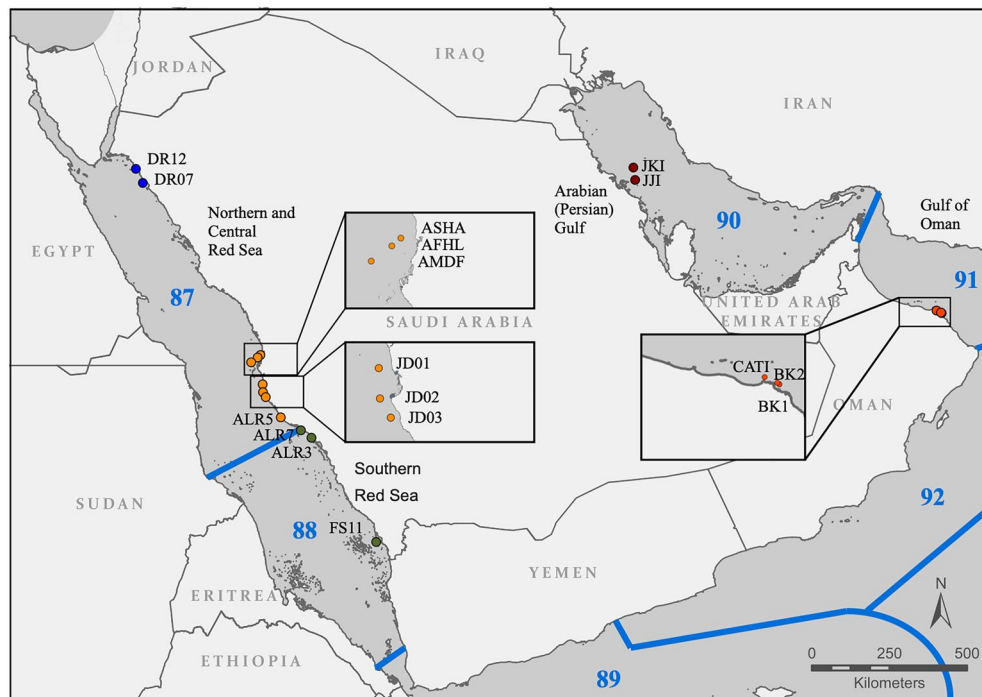 IRAQ
JORDAN
IRAN
DR12
DR07
JKI
JJI
Arabian
(Persian)
Gulf
Northern and
Central
Red Sea
90
Gulf of
Oman
EGYPT
ASHA
AFHL
AMDF
87
91
UNITED ARAB
EMIRATES
SAUDI ARABIA
JD01
JD02
JD03
CATI
BK2
BK1
OMAN
ALR5
ALR7
ALR3
Southern
Red Sea
SUDAN
92
88
FS11
YEMEN
ERITREA
ETHIOPIA
89
N
0 250 500
Kilometers